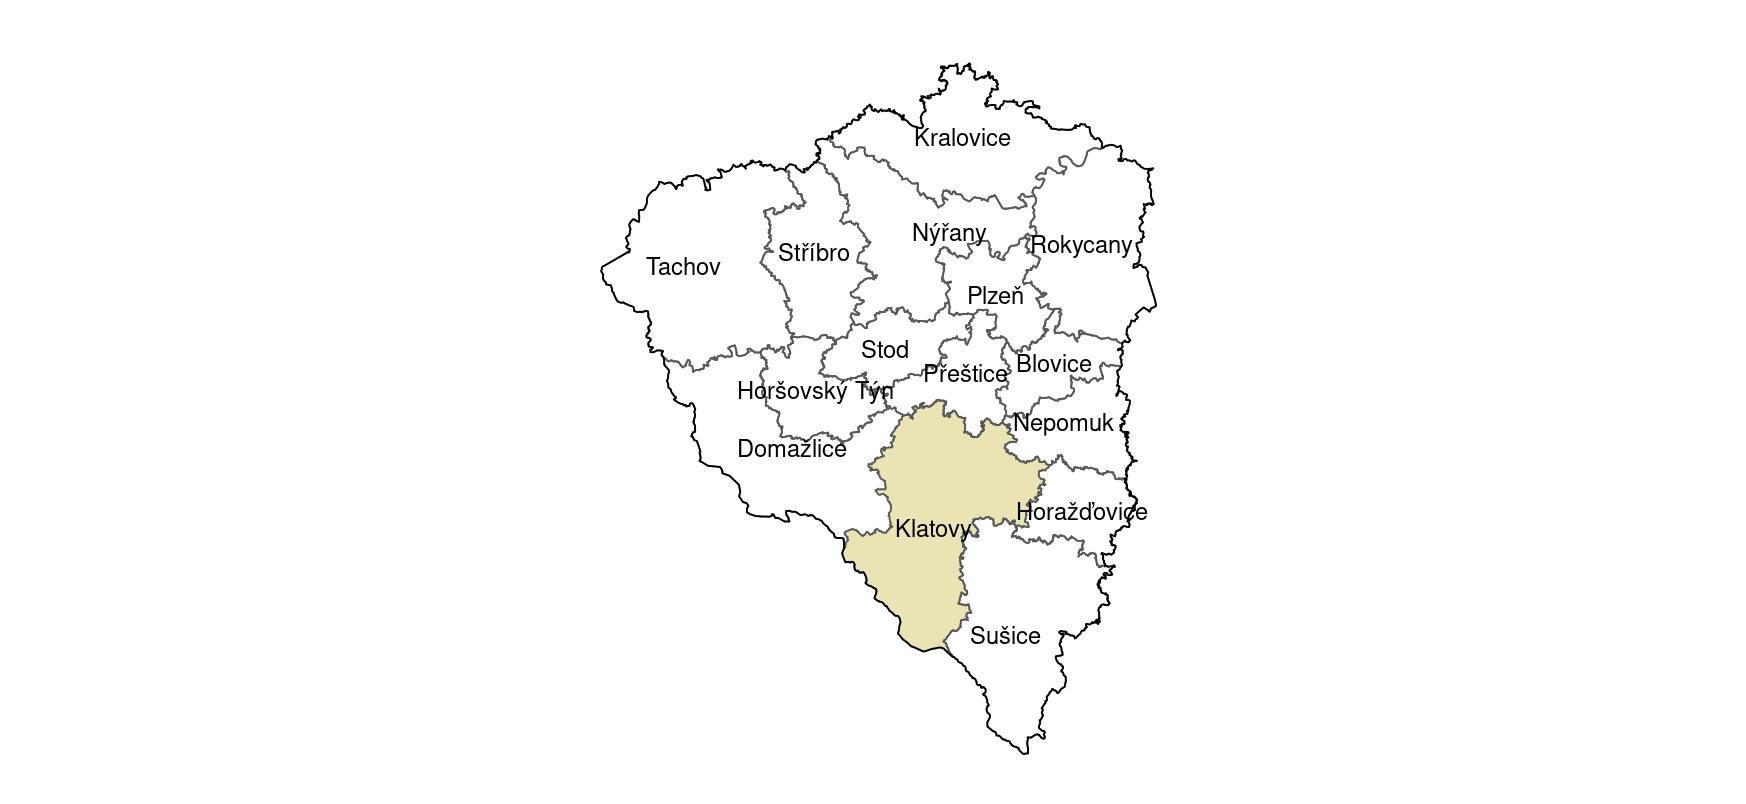 Kralovice
Nýřany
Rokycany
Stříbro
Tachov
Plzeň
Stod
Blovice
Přeštice
Horšovský Týn
Nepomuk
Domažlice
Horažďovice
Klatovy
Sušice